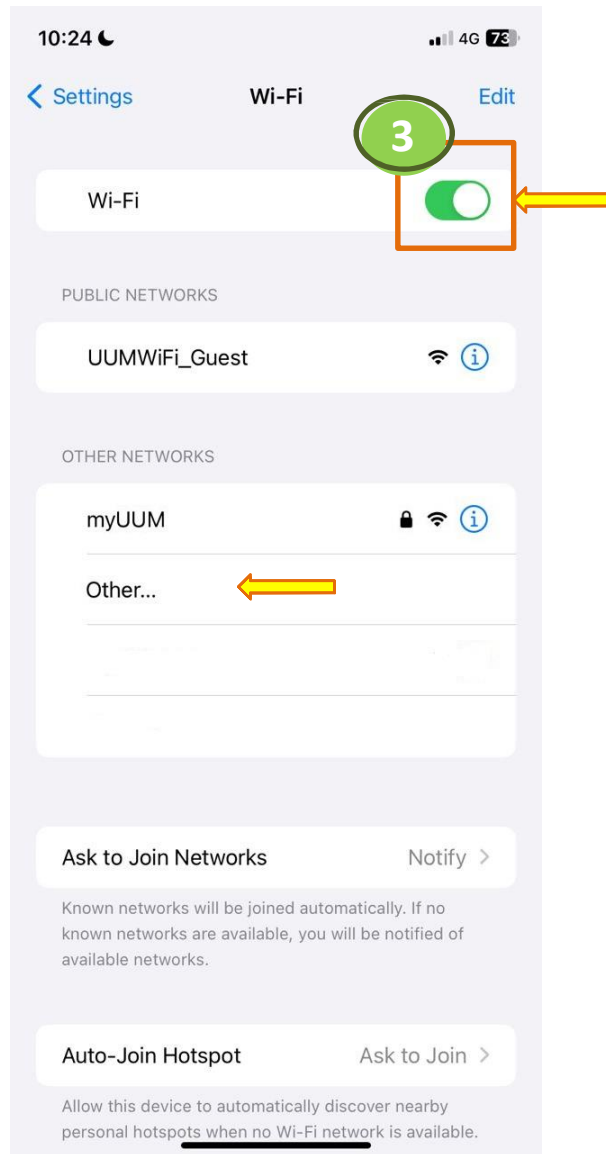 10:24 4G 73
Settings Wi-Fi Edit
3
Wi-Fi
PUBLIC NETWORKS
UUMWiFi_Guest
OTHER NETWORKS
myUUM
Other...
Ask to Join Networks Notify
Known networks will be joined automatically. If no
known networks are available, you will be notified of
available networks.
Auto-Join Hotspot Ask to Join
Allow this device to automatically discover nearby
personal hotspots when no Wi-Fi network is available.